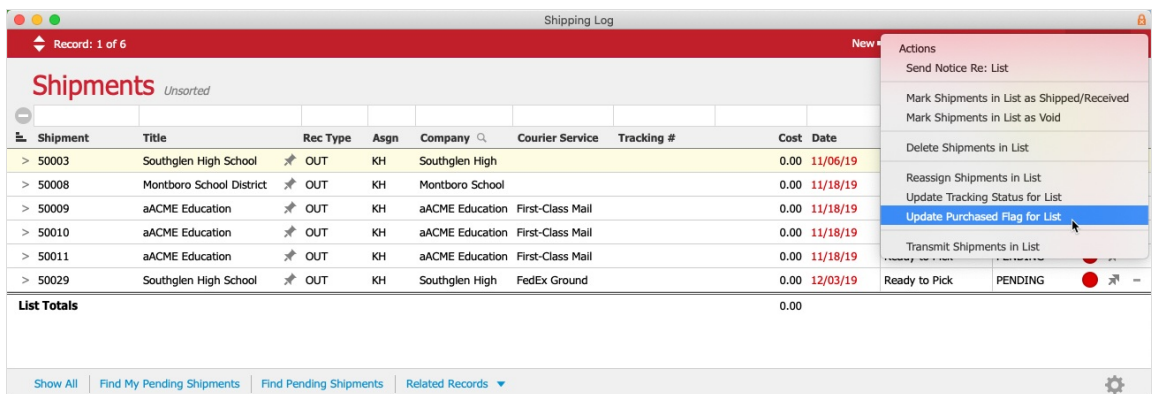 Shipping Log
Record: 1 of 6
New
Actions
Send Notice Re: List
Mark Shipments in List as Shipped/Received
Mark Shipments in List as Void
Delete Shipments in List
Reassign Shipments in List
Update Tracking Status for List
Update Purchased Flag for List
Transmit Shipments in List
Shipments Unsorted
Shipment Title Rec Type Asgn Company Courier Service Tracking # Cost Date
> 50003 Southglen High School OUT KH Southglen High 0.00 11/06/19
> 50008 Montboro School District OUT KH Montboro School 0.00 11/18/19
> 50009 aACME Education OUT KH aACME Education First-Class Mail 0.00 11/18/19
> 50010 aACME Education OUT KH aACME Education First-Class Mail 0.00 11/18/19
> 50011 aACME Education OUT KH aACME Education First-Class Mail 0.00 11/18/19
> 50029 Southglen High School OUT KH Southglen High FedEx Ground 0.00 12/03/19 Ready to Pick PENDING
List Totals 0.00
Show All Find My Pending Shipments Find Pending Shipments Related Records